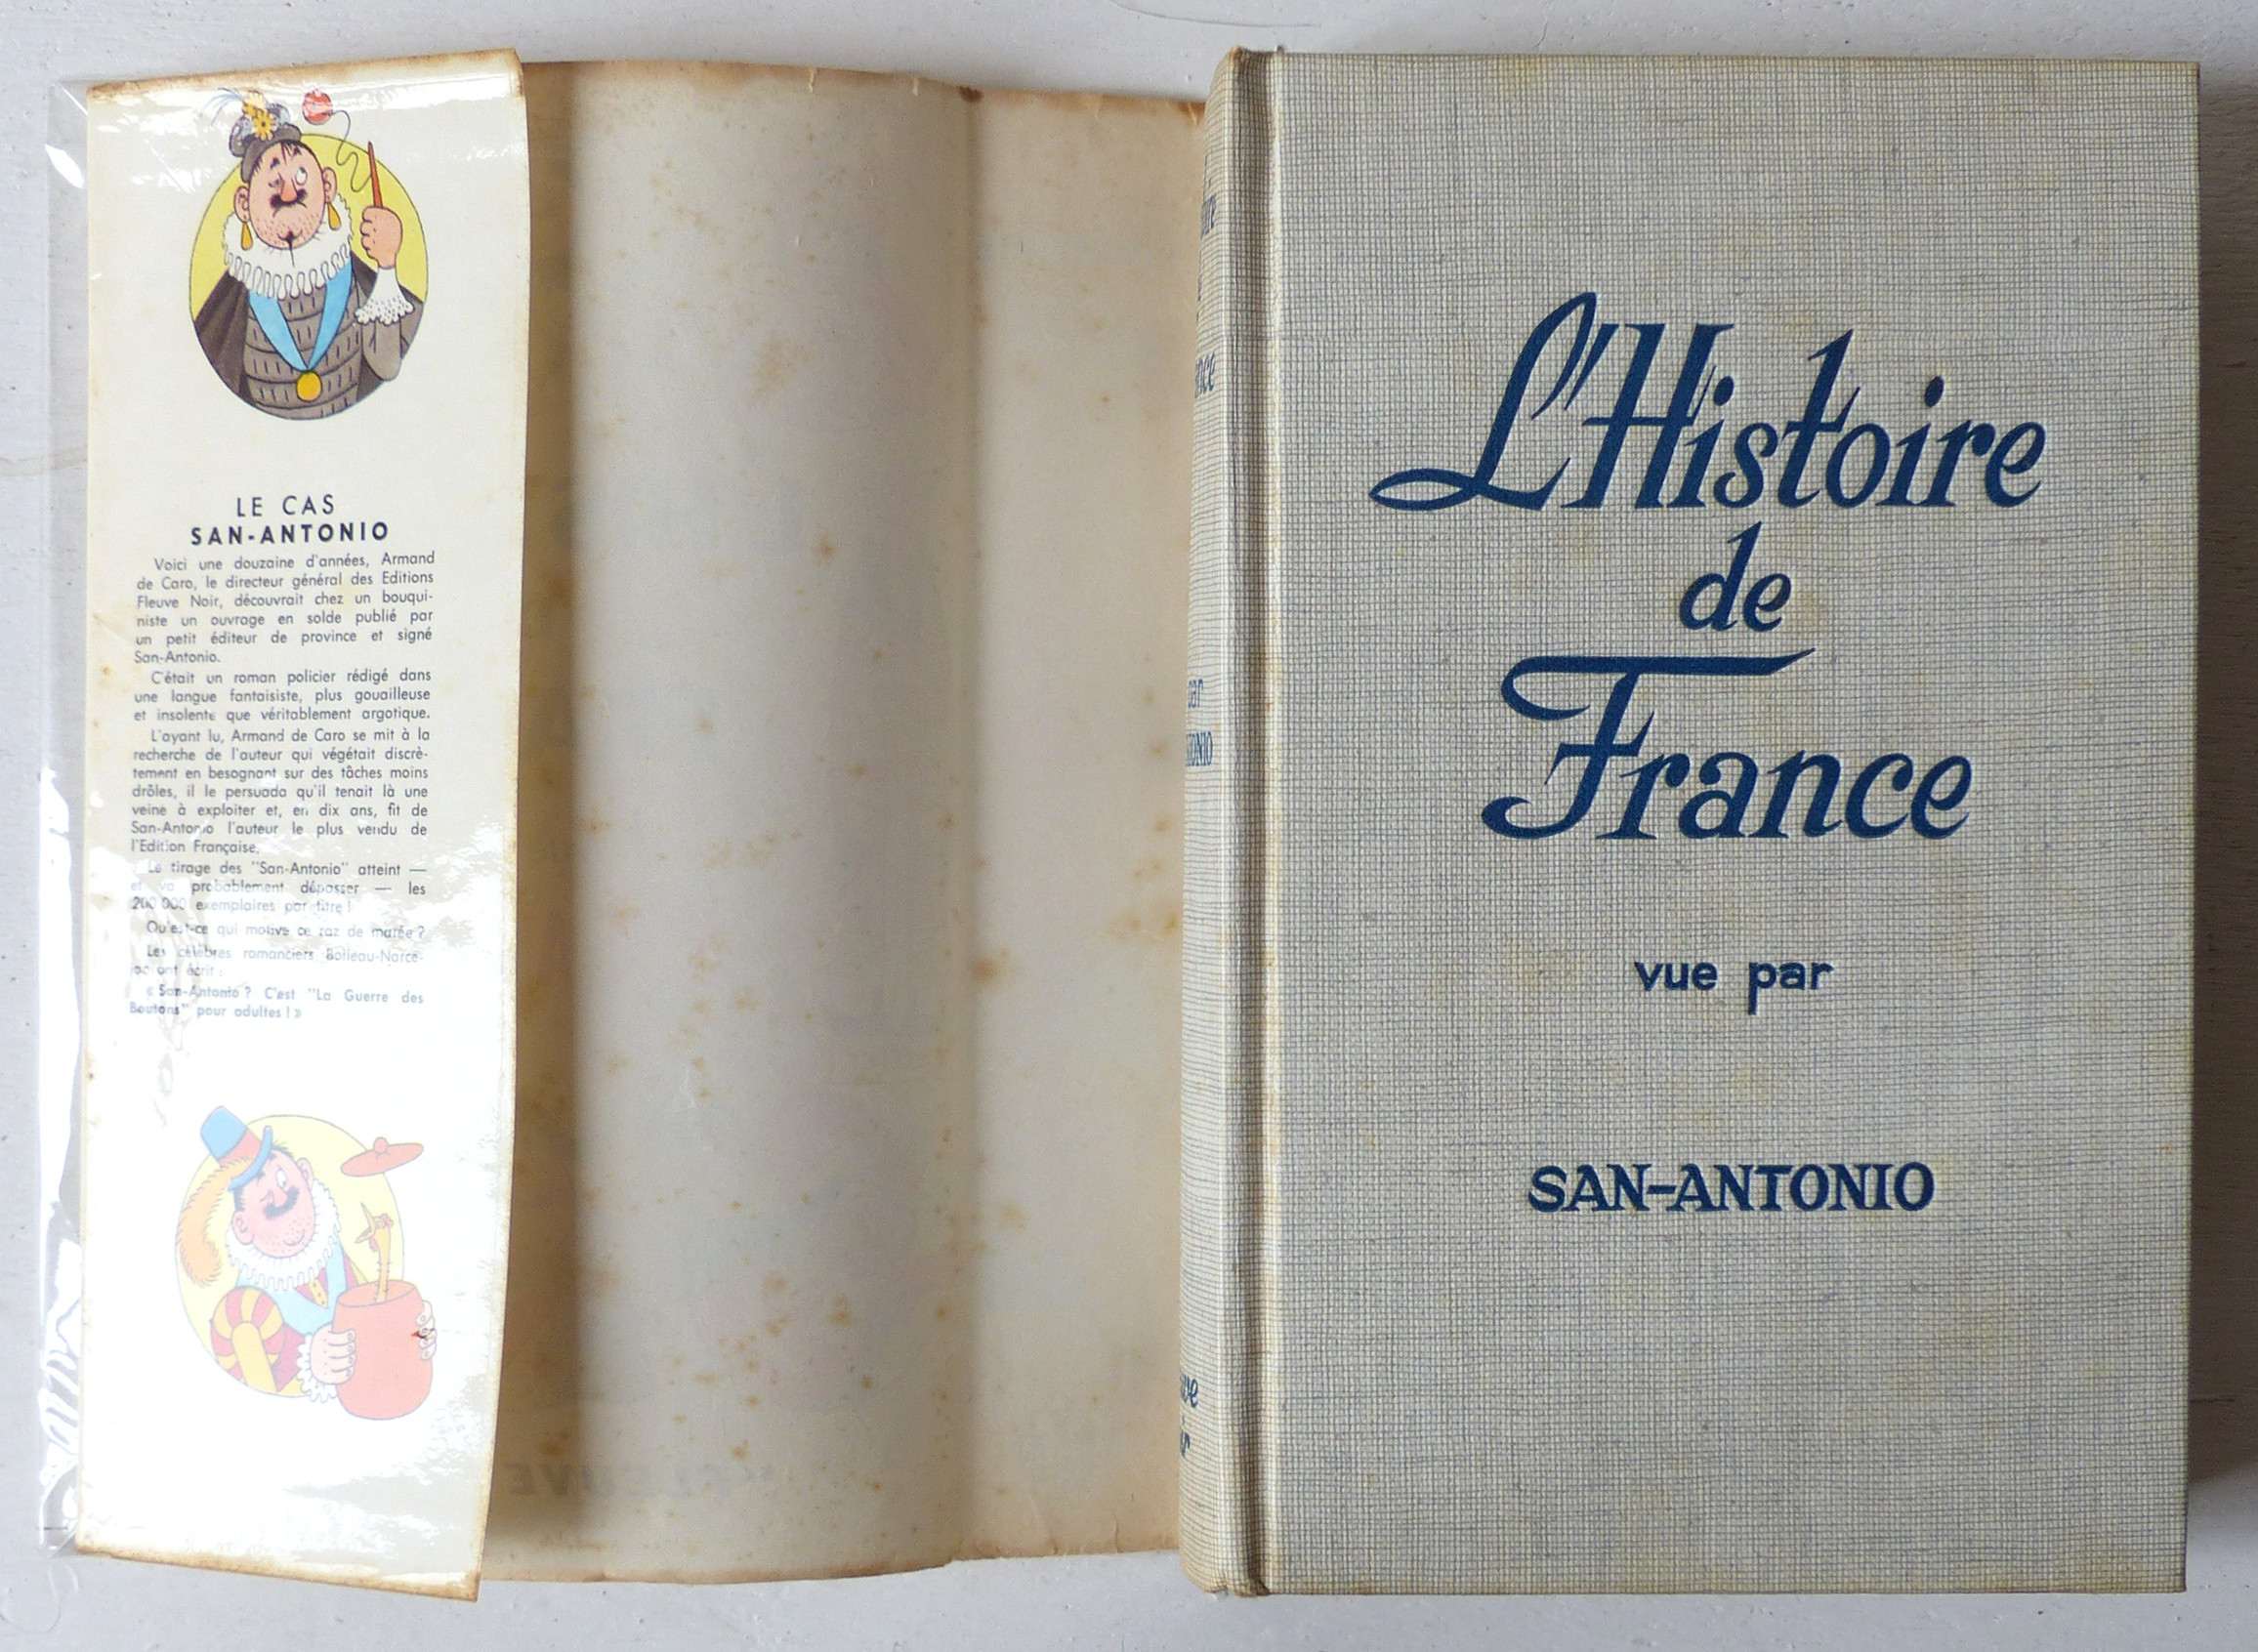 LE CAS
SAN-ANTONIO
Voici une douzaine d'années, Armand
de Caro, le directeur général des Editions
Fleuve Noir, découvrait chez un bouqui-
niste un ouvrage en solde publié par
un petit éditeur de province et signé
San-Antonio.
C'était un roman policier rédigé dans
une langue fantaisiste, plus gouailleuse
et insolente que véritablement argotique.
L'ayant lu, Armand de Caro se mit à la
recherche de l'auteur qui végétait discrè-
tement en besognant sur des tâches moins
drôles, il le persuada qu'il tenait là une
veine à exploiter et, en dix ans, fit de
San-Antonio l'auteur le plus vendu de
l'Edition Française.
Le tirage des "San-Antonio" atteint —
et va probablement dépasser — les
200 000 exemplaires par titre !
Qu'est-ce qui motive ce raz de marée ?
Les célèbres romanciers Boileau-Narce-
jac ont écrit :
« San-Antonio ? C'est "La Guerre des
Boutons" pour adultes ! »
FLEUVE
L'Histoire
de
France
vue par
SAN-ANTONIO